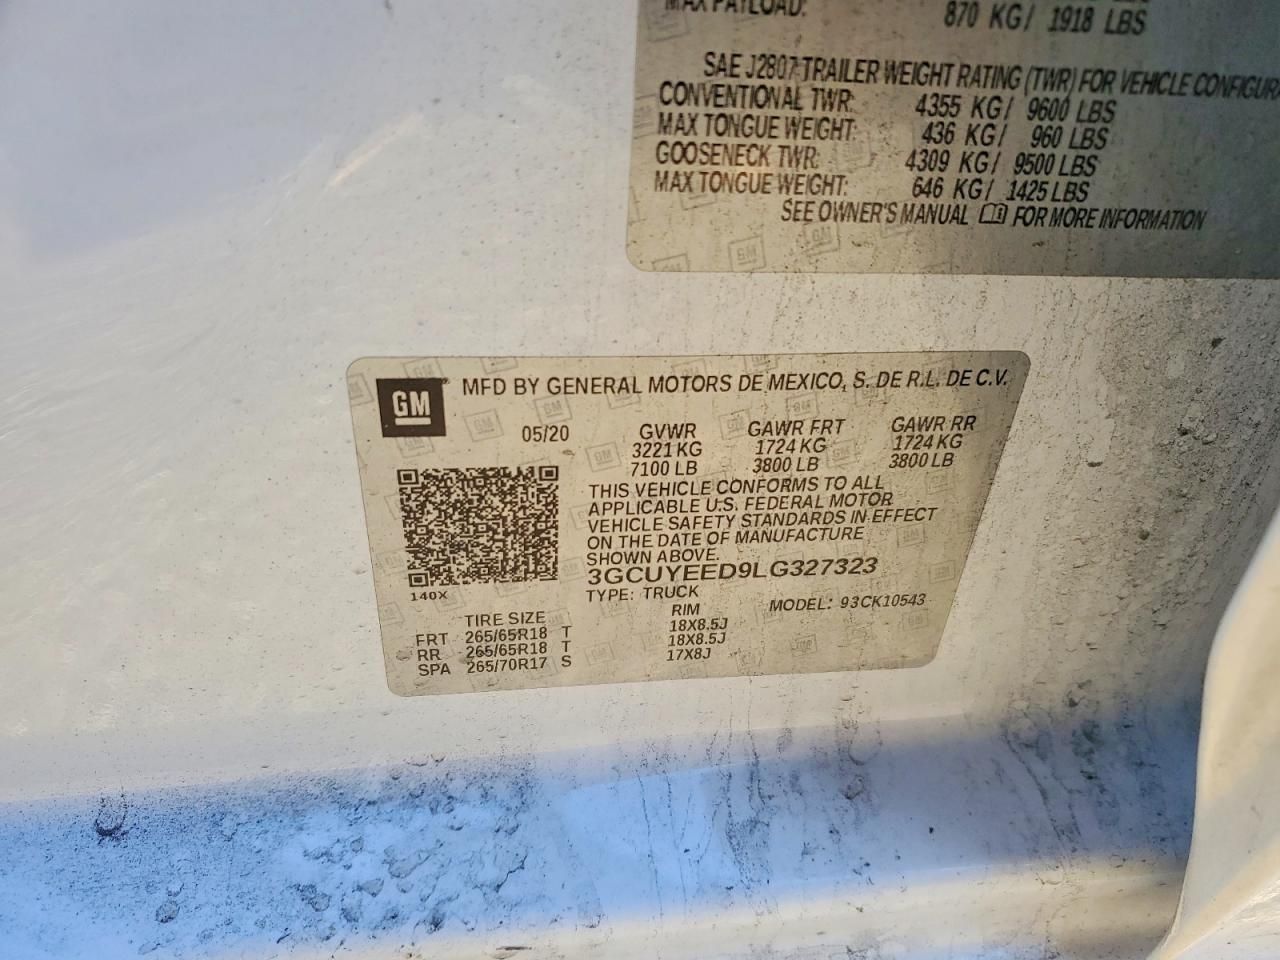 MAX PAYLOAD: 870 KG/ 1918 LBS
SAE J2807 TRAILER WEIGHT RATING (TWR) FOR VEHICLE CONFIGURA
CONVENTIONAL TWR: 4355 KG/ 9600 LBS
MAX TONGUE WEIGHT: 436 KG/ 960 LBS
GOOSENECK TWR: 4309 KG/ 9500 LBS
MAX TONGUE WEIGHT: 646 KG/ 1425 LBS
SEE OWNER'S MANUAL FOR MORE INFORMATION
GM MFD BY GENERAL MOTORS DE MEXICO, S. DE R.L. DE C.V.
05/20 GVWR GAWR FRT GAWR RR
3221 KG 1724 KG 1724 KG
7100 LB 3800 LB 3800 LB
THIS VEHICLE CONFORMS TO ALL
APPLICABLE U.S. FEDERAL MOTOR
VEHICLE SAFETY STANDARDS IN EFFECT
ON THE DATE OF MANUFACTURE
SHOWN ABOVE.
3GCUYEED9LG327323
140X TYPE: TRUCK MODEL: 93CK10543
TIRE SIZE RIM
FRT 265/65R18 T 18X8.5J
RR 265/65R18 T 18X8.5J
SPA 265/70R17 S 17X8J